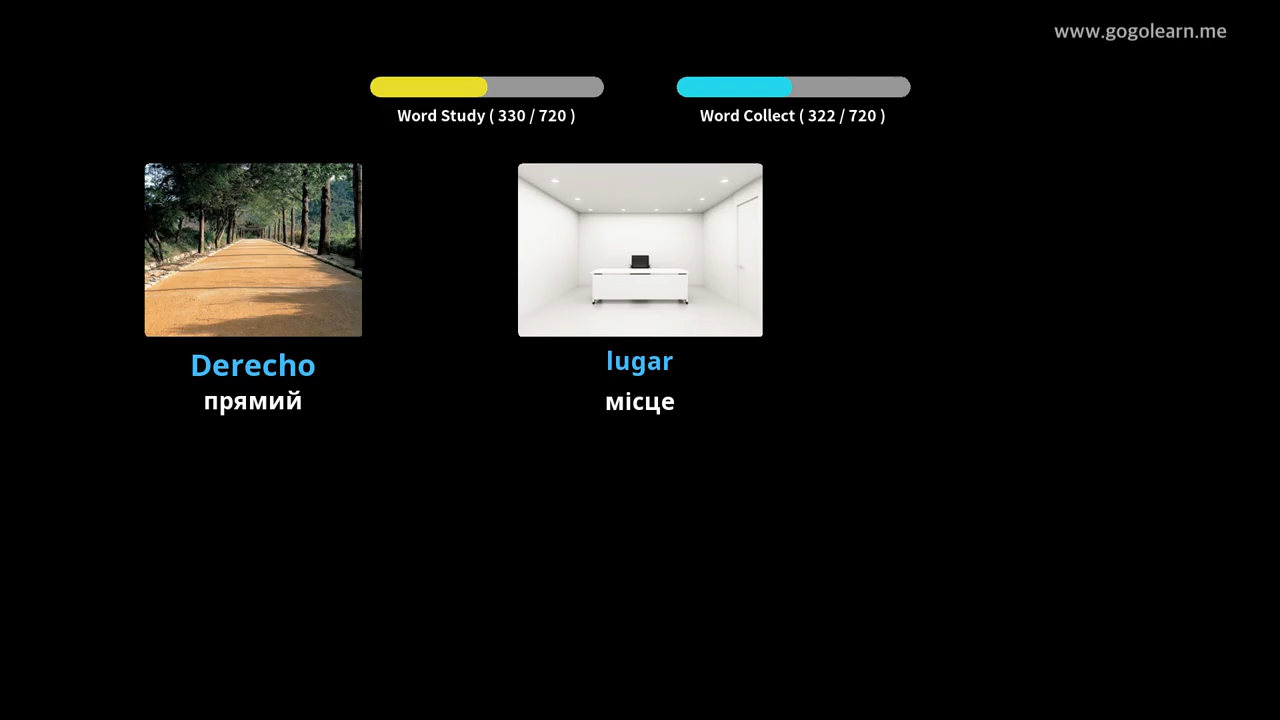 www.gogolearn.me
Word Study ( 330 / 720 )
Word Collect ( 322 / 720 )
Derecho
прямий
lugar
місце